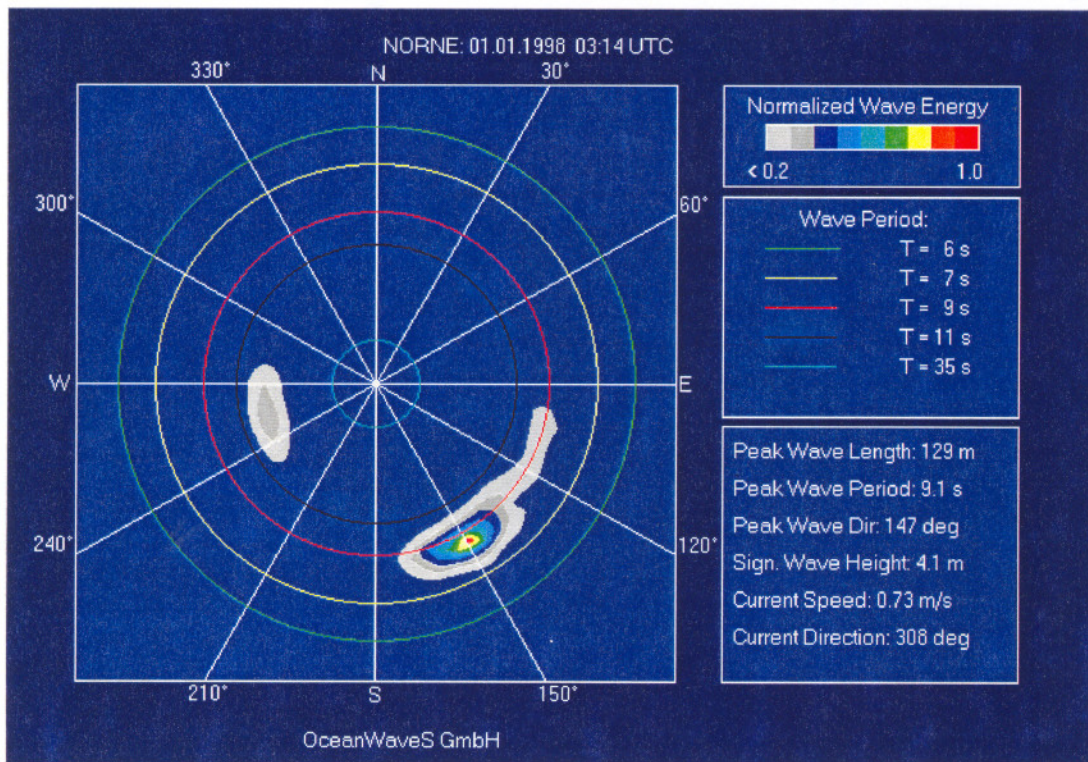 NORNE: 01.01.1998 03:14 UTC
330°
N
30°
300°
60°
W
E
240°
120°
210°
S
150°
OceanWaveS GmbH
Normalized Wave Energy
< 0.2 1.0
Wave Period:
T = 6 s
T = 7 s
T = 9 s
T = 11 s
T = 35 s
Peak Wave Length: 129 m
Peak Wave Period: 9.1 s
Peak Wave Dir: 147 deg
Sign. Wave Height: 4.1 m
Current Speed: 0.73 m/s
Current Direction: 308 deg